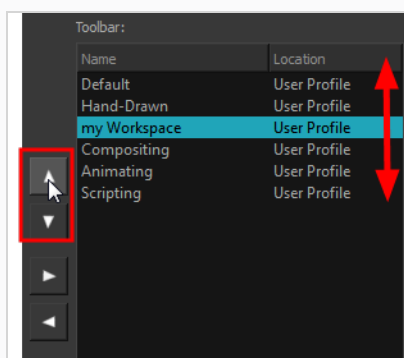 Toolbar:
Name Location
Default User Profile
Hand-Drawn User Profile
my Workspace User Profile
Compositing User Profile
Animating User Profile
Scripting User Profile